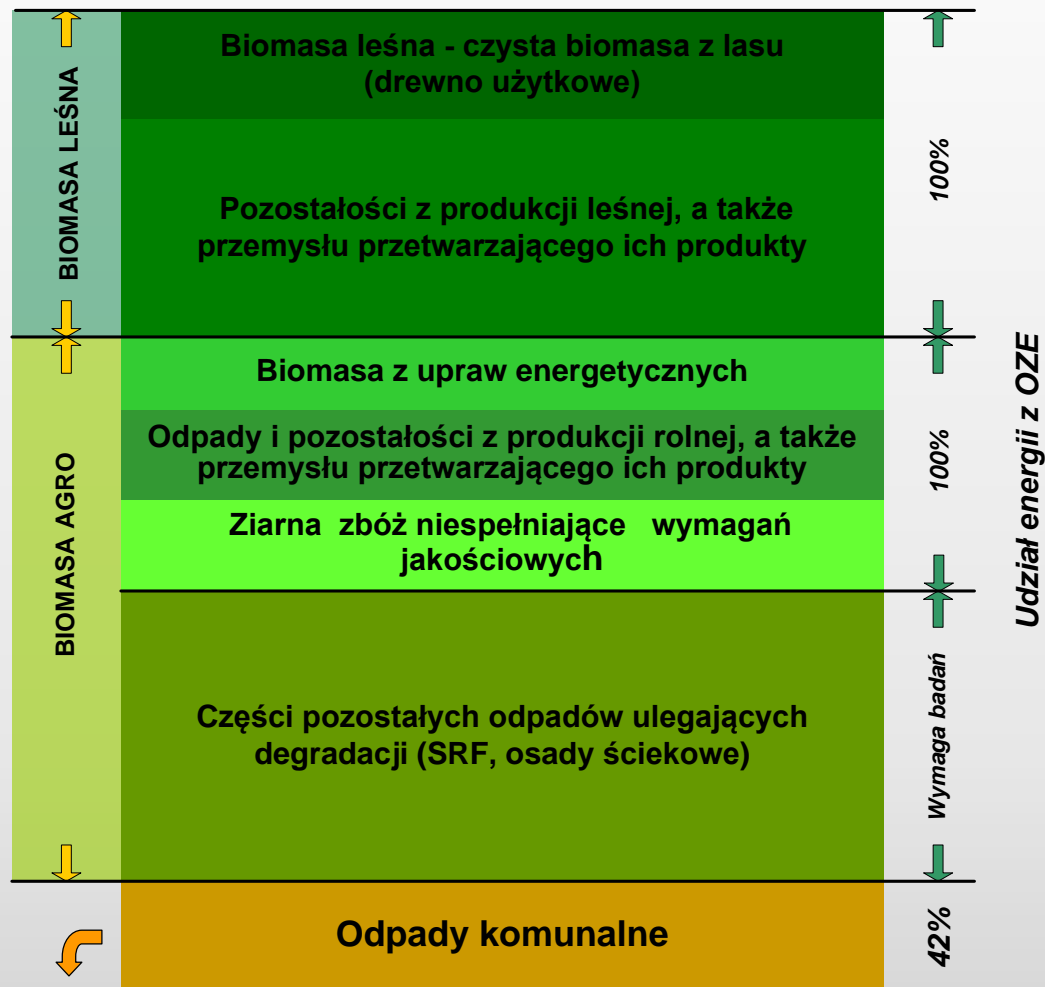 Biomasa leśna - czysta biomasa z lasu
(drewno użytkowe)
BIOMASA LEŚNA
100%
Pozostałości z produkcji leśnej, a także
przemysłu przetwarzającego ich produkty
Biomasa z upraw energetycznych
Odpady i pozostałości z produkcji rolnej, a także
przemysłu przetwarzającego ich produkty
100%
Udział energii z OZE
BIOMASA AGRO
Ziarna zbóż niespełniające wymagań
jakościowych
Części pozostałych odpadów ulegających
degradacji (SRF, osady ściekowe)
Wymaga badań
Odpady komunalne
42%